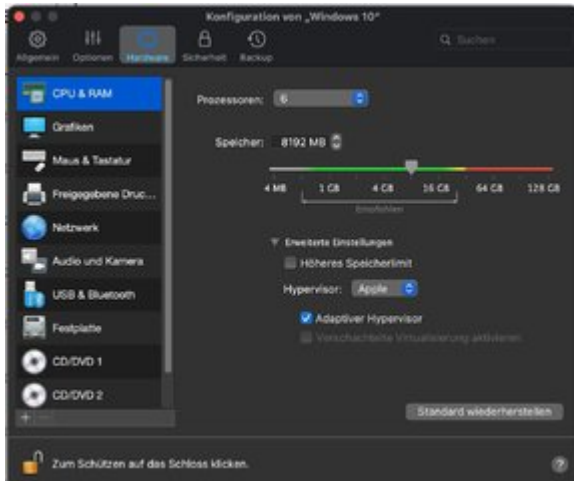 Konfiguration von „Windows 10“
Allgemein Optionen Hardware Sicherheit Backup Suchen
CPU & RAM
Grafiken
Maus & Tastatur
Freigegebene Druc...
Netzwerk
Audio und Kamera
USB & Bluetooth
Festplatte
CD/DVD 1
CD/DVD 2
Prozessoren: 6
Speicher: 8192 MB
4 MB 1 GB 4 GB 16 GB 64 GB 128 GB
Empfohlen
Erweiterte Einstellungen
Höheres Speicherlimit
Hypervisor: Apple
Adaptiver Hypervisor
Verschachtelte Virtualisierung aktivieren
Standard wiederherstellen
Zum Schützen auf das Schloss klicken.